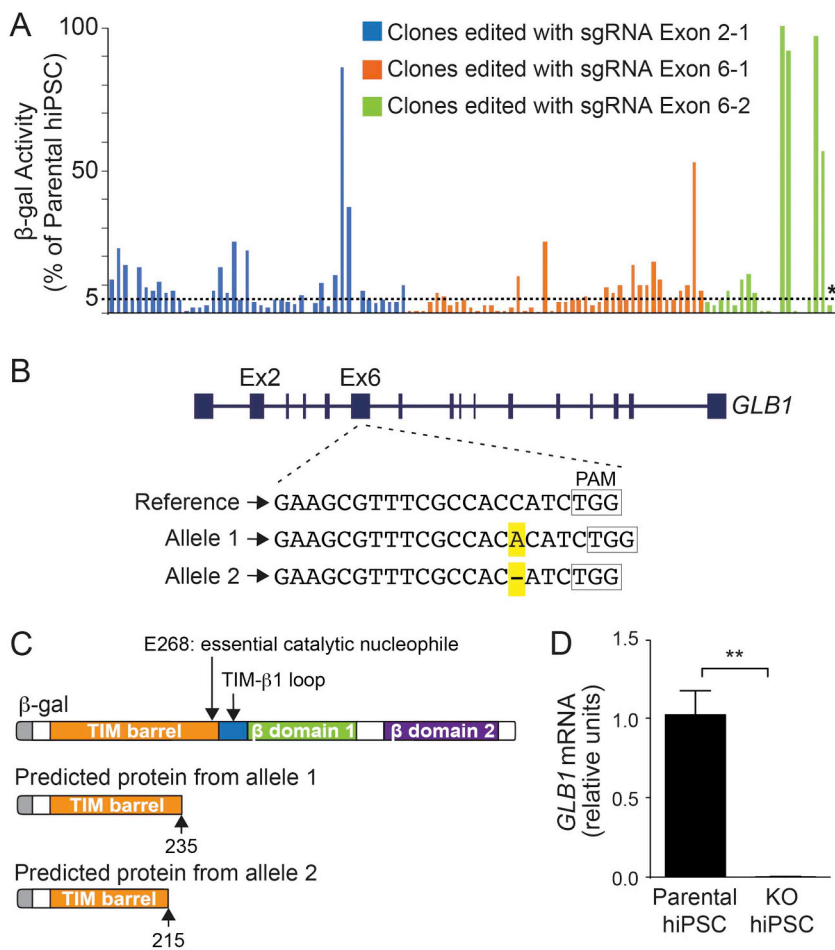 A
100
50
5
β-gal Activity
(% of Parental hiPSC)
Clones edited with sgRNA Exon 2-1
Clones edited with sgRNA Exon 6-1
Clones edited with sgRNA Exon 6-2
*
B
Ex2
Ex6
GLB1
PAM
Reference GAAGCGTTTCGCCACCATCTGG
Allele 1 GAAGCGTTTCGCCACACATCTGG
Allele 2 GAAGCGTTTCGCCAC-ATCTGG
C
E268: essential catalytic nucleophile
TIM-β1 loop
β-gal
TIM barrel
β domain 1
β domain 2
Predicted protein from allele 1
TIM barrel
235
Predicted protein from allele 2
TIM barrel
215
D
1.5
1.0
0.5
0.0
GLB1 mRNA
(relative units)
**
Parental
hiPSC
KO
hiPSC